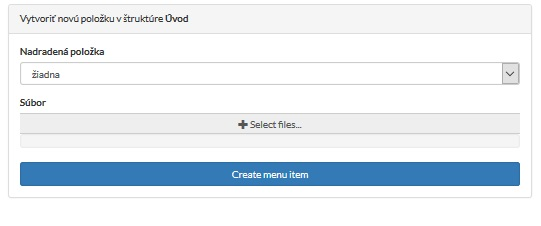 Vytvoriť novú položku v štruktúre Úvod
Nadradená položka
žiadna
Súbor
Select files...
Create menu item